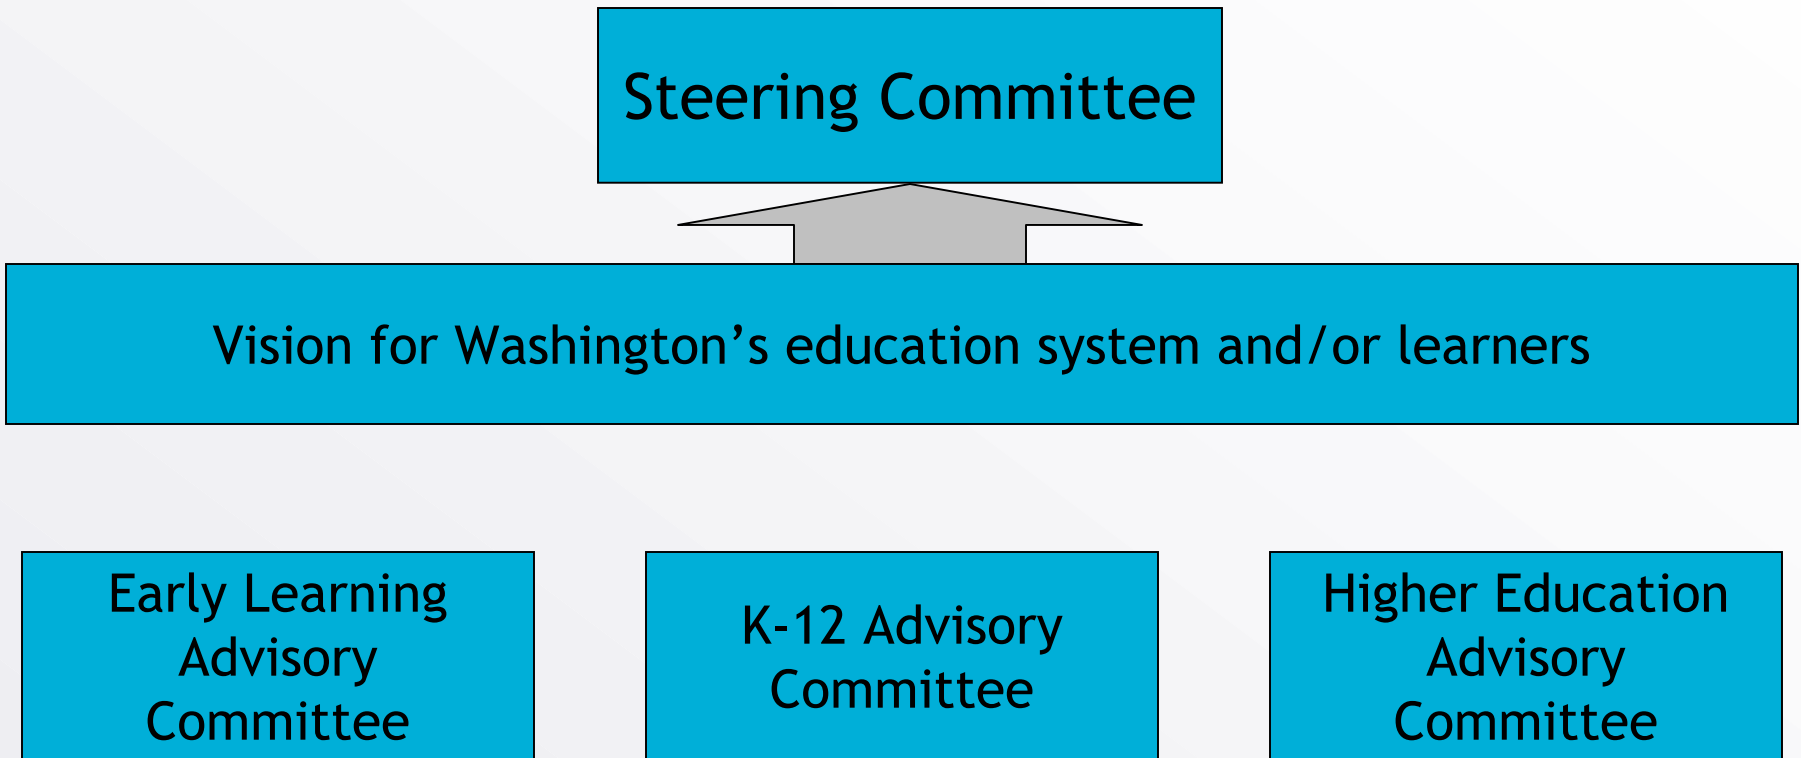 Steering Committee
Vision for Washington’s education system and/or learners
Early Learning
Advisory
Committee
K-12 Advisory
Committee
Higher Education
Advisory
Committee